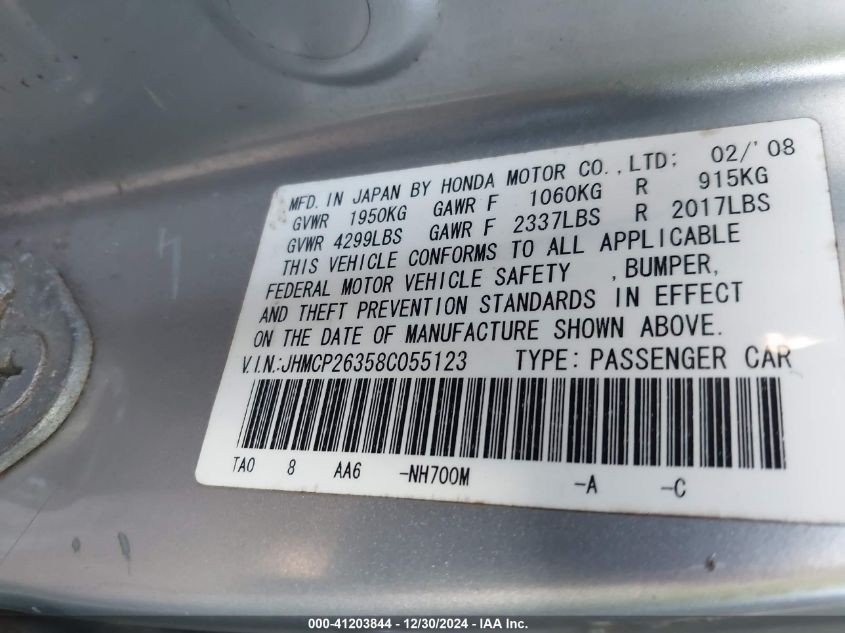 MFD. IN JAPAN BY HONDA MOTOR CO.,LTD; 02/'08
GVWR 1950KG GAWR F 1060KG R 915KG
GVWR 4299LBS GAWR F 2337LBS R 2017LBS
THIS VEHICLE CONFORMS TO ALL APPLICABLE
FEDERAL MOTOR VEHICLE SAFETY , BUMPER,
AND THEFT PREVENTION STANDARDS IN EFFECT
ON THE DATE OF MANUFACTURE SHOWN ABOVE.
V.I.N.:JHMCP26358C055123 TYPE: PASSENGER CAR
TA0 8 AA6 -NH700M -A -C
000-41203844 - 12/30/2024 - IAA Inc.